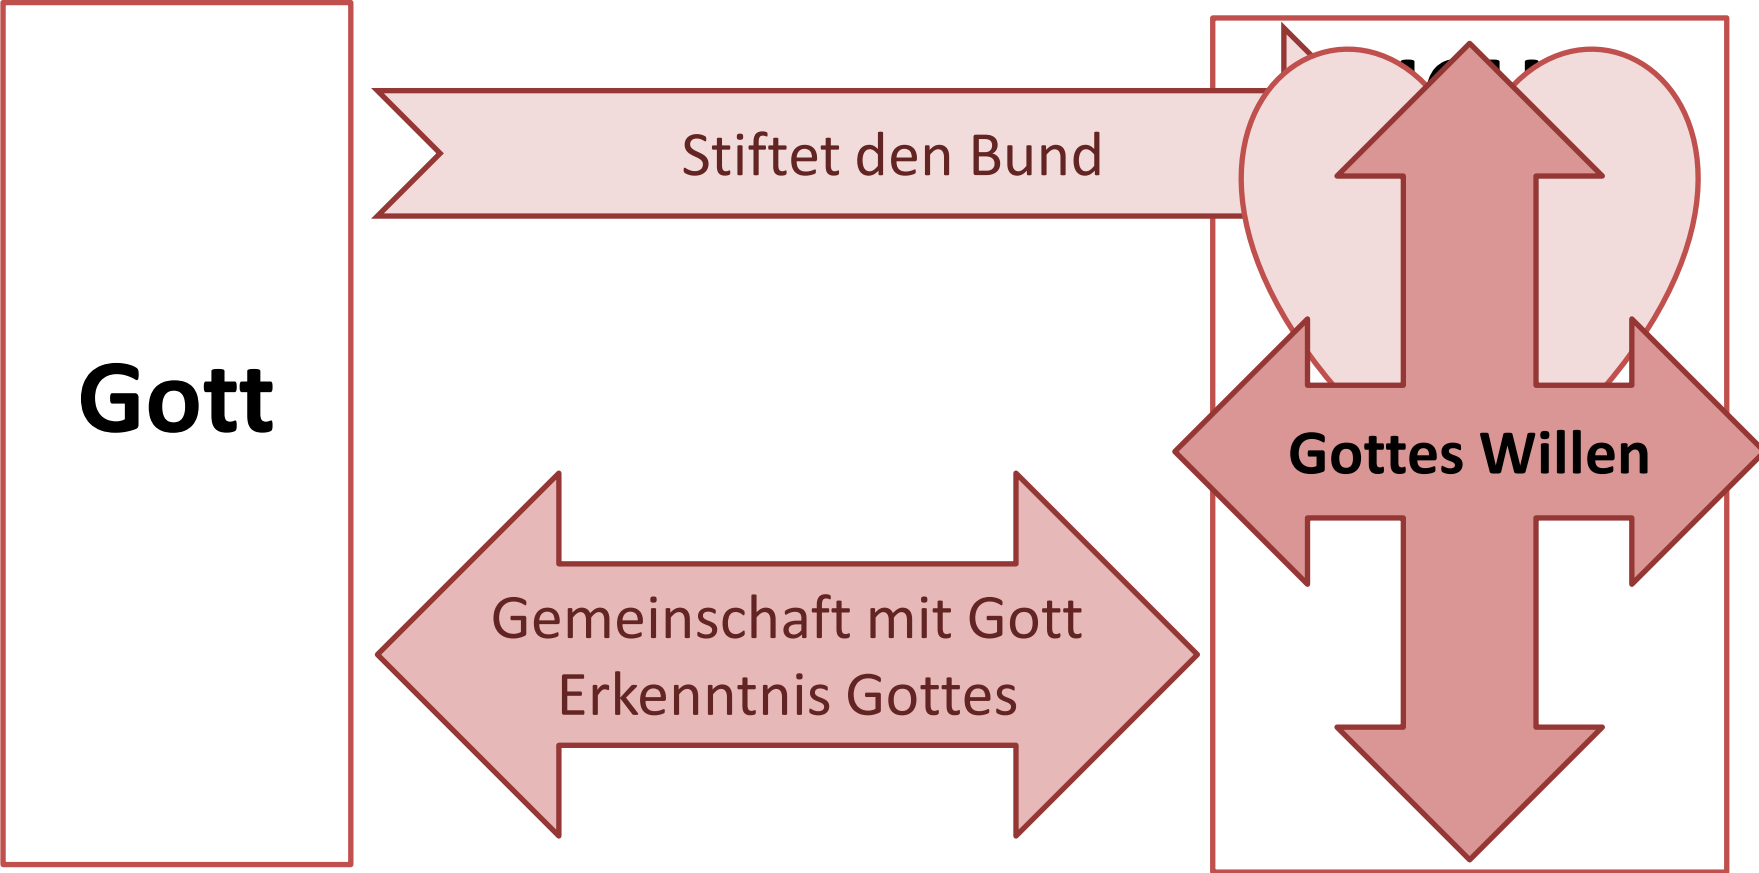 Gott
Stiftet den Bund
Gottes Willen
Gemeinschaft mit Gott
Erkenntnis Gottes